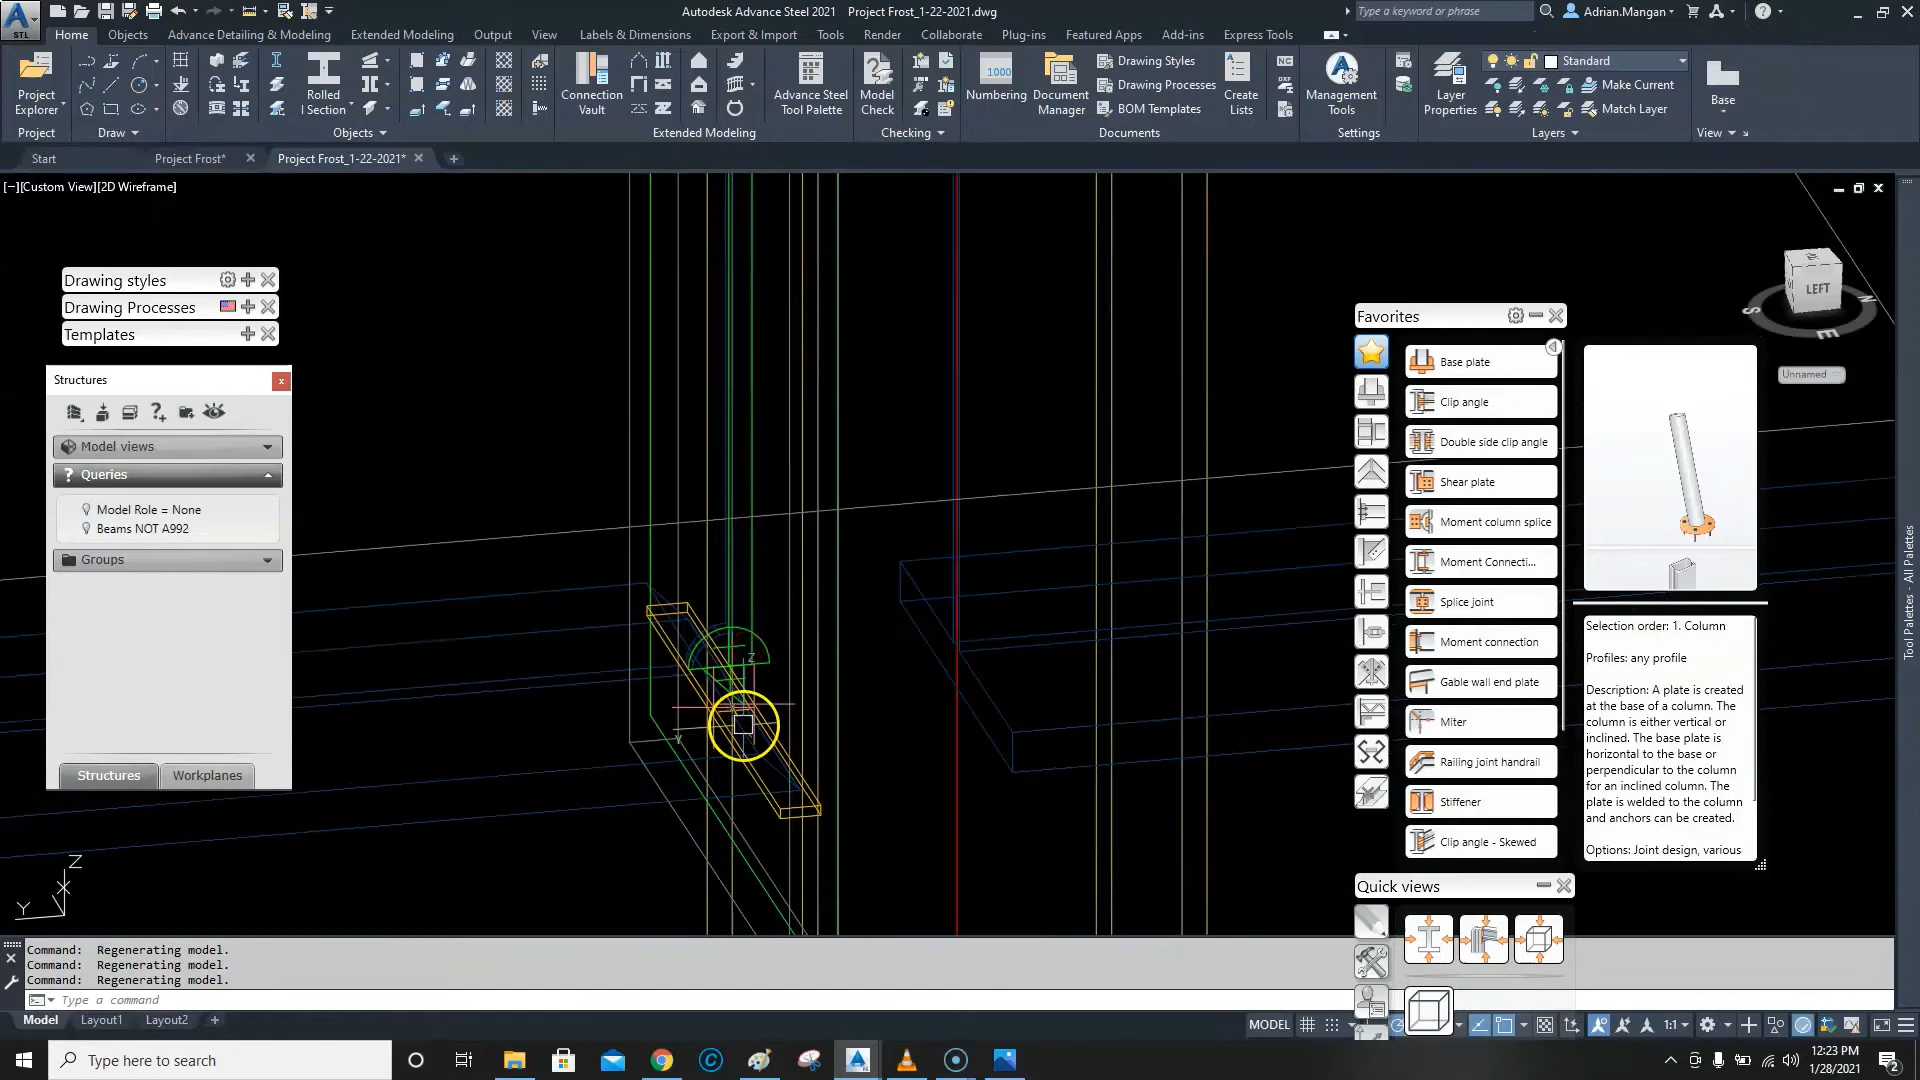 STL
Autodesk Advance Steel 2021   Project Frost_1-22-2021.dwg
Type a keyword or phrase
Adrian.Mangan
Home
Objects
Advance Detailing & Modeling
Extended Modeling
Output
View
Labels & Dimensions
Export & Import
Tools
Render
Collaborate
Plug-ins
Featured Apps
Add-ins
Express Tools
Project
Explorer
Project
Draw
Rolled
I Section
Objects
Connection
Vault
Extended Modeling
Advance Steel
Tool Palette
Model
Check
Checking
1000
Numbering
Document
Manager
Drawing Styles
Drawing Processes
BOM Templates
Create
Lists
Documents
NC
DXF
Management
Tools
Settings
Layer
Properties
Standard
Make Current
Match Layer
Layers
Base
View
Start
Project Frost*
Project Frost_1-22-2021*
[−][Custom View][2D Wireframe]
Drawing styles
Drawing Processes
Templates
Structures
Model views
Queries
Model Role = None
Beams NOT A992
Groups
Structures
Workplanes
Z
Y
Z
Y
X
LEFT
S
E
N
Unnamed
Favorites
Base plate
Clip angle
Double side clip angle
Shear plate
Moment column splice
Moment Connecti...
Splice joint
Moment connection
Gable wall end plate
Miter
Railing joint handrail
Stiffener
Clip angle - Skewed
Selection order: 1. Column
Profiles: any profile
Description: A plate is created
at the base of a column. The
column is either vertical or
inclined. The base plate is
horizontal to the base or
perpendicular to the column
for an inclined column. The
plate is welded to the column
and anchors can be created.
Options: Joint design, various
Quick views
Tool Palettes - All Palettes
Command:  Regenerating model.
Command:  Regenerating model.
Command:  Regenerating model.
Type a command
Model
Layout1
Layout2
MODEL
1:1
Type here to search
12:23 PM
1/28/2021
2